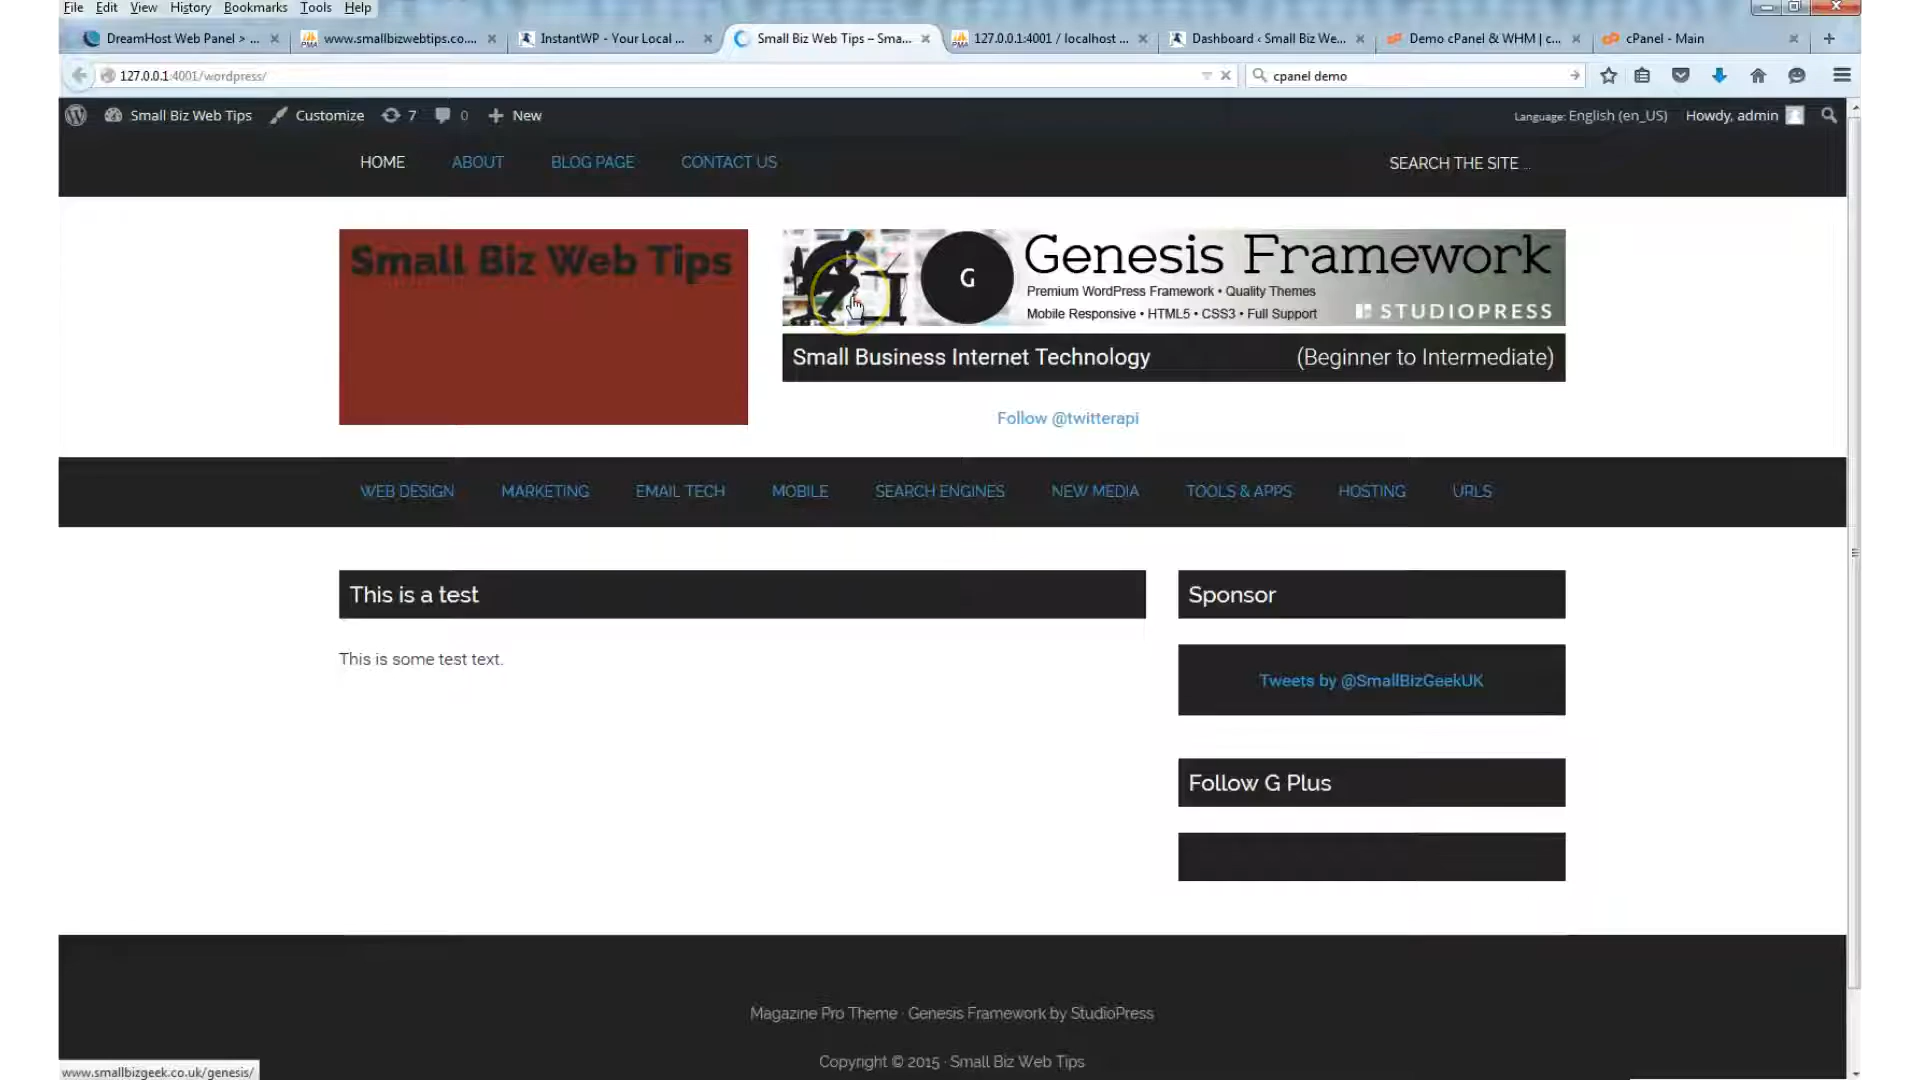 File Edit View History Bookmarks Tools Help
DreamHost Web Panel > ... www.smallbizwebtips.co.... InstantWP - Your Local ... Small Biz Web Tips – Sma... 127.0.0.1:4001 / localhost ... Dashboard ‹ Small Biz We... Demo cPanel & WHM | c... cPanel - Main
127.0.0.1:4001/wordpress/ cpanel demo
Small Biz Web Tips Customize 7 0 New Language: English (en_US) Howdy, admin
HOME ABOUT BLOG PAGE CONTACT US SEARCH THE SITE ...
Small Biz Web Tips
G
Genesis Framework
Premium WordPress Framework • Quality Themes
Mobile Responsive • HTML5 • CSS3 • Full Support
STUDIOPRESS
Small Business Internet Technology (Beginner to Intermediate)
Follow @twitterapi
WEB DESIGN MARKETING EMAIL TECH MOBILE SEARCH ENGINES NEW MEDIA TOOLS & APPS HOSTING URLS
This is a test
This is some test text.
Sponsor
Tweets by @SmallBizGeekUK
Follow G Plus
Magazine Pro Theme · Genesis Framework by StudioPress
Copyright © 2015 · Small Biz Web Tips
www.smallbizgeek.co.uk/genesis/